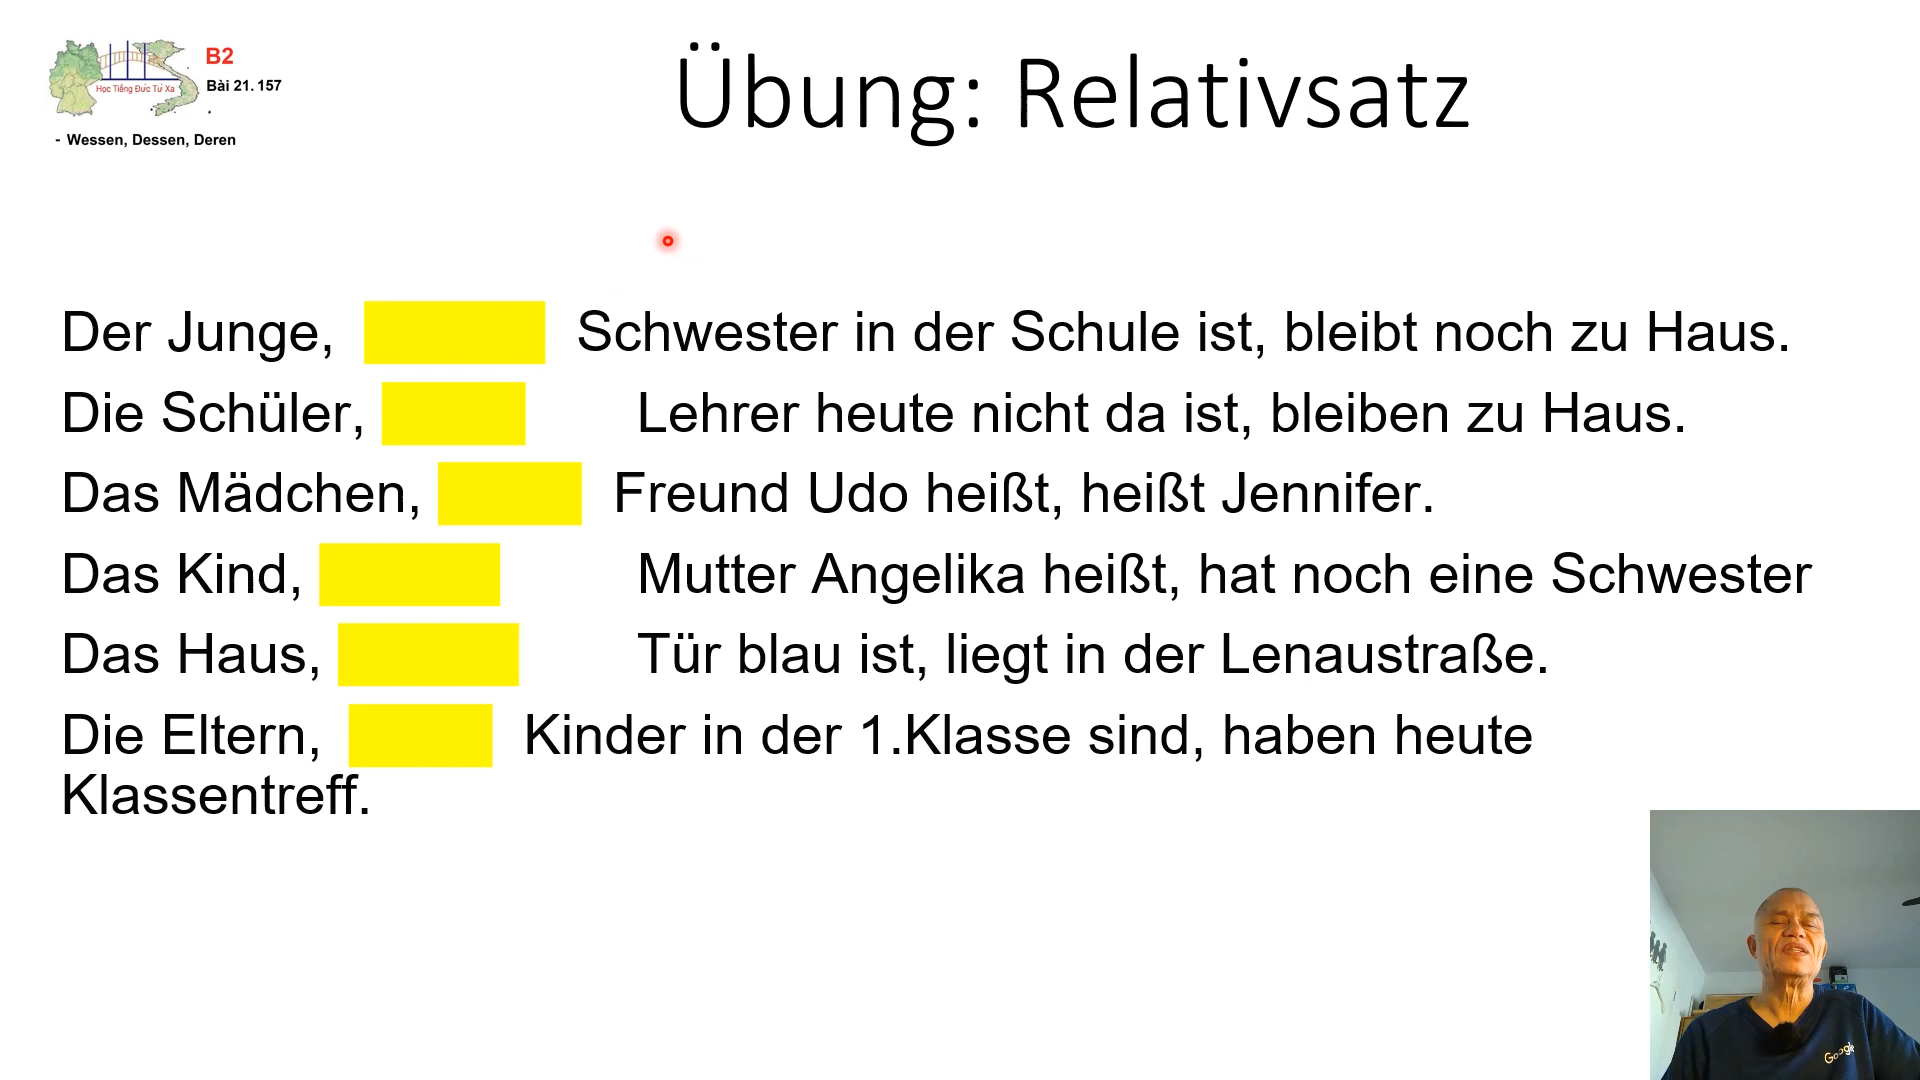 B2
Học Tiếng Đức Từ Xa
Bài 21. 157
- Wessen, Dessen, Deren
Übung: Relativsatz
Der Junge, Schwester in der Schule ist, bleibt noch zu Haus.
Die Schüler, Lehrer heute nicht da ist, bleiben zu Haus.
Das Mädchen, Freund Udo heißt, heißt Jennifer.
Das Kind, Mutter Angelika heißt, hat noch eine Schwester
Das Haus, Tür blau ist, liegt in der Lenaustraße.
Die Eltern, Kinder in der 1.Klasse sind, haben heute
Klassentreff.
Google